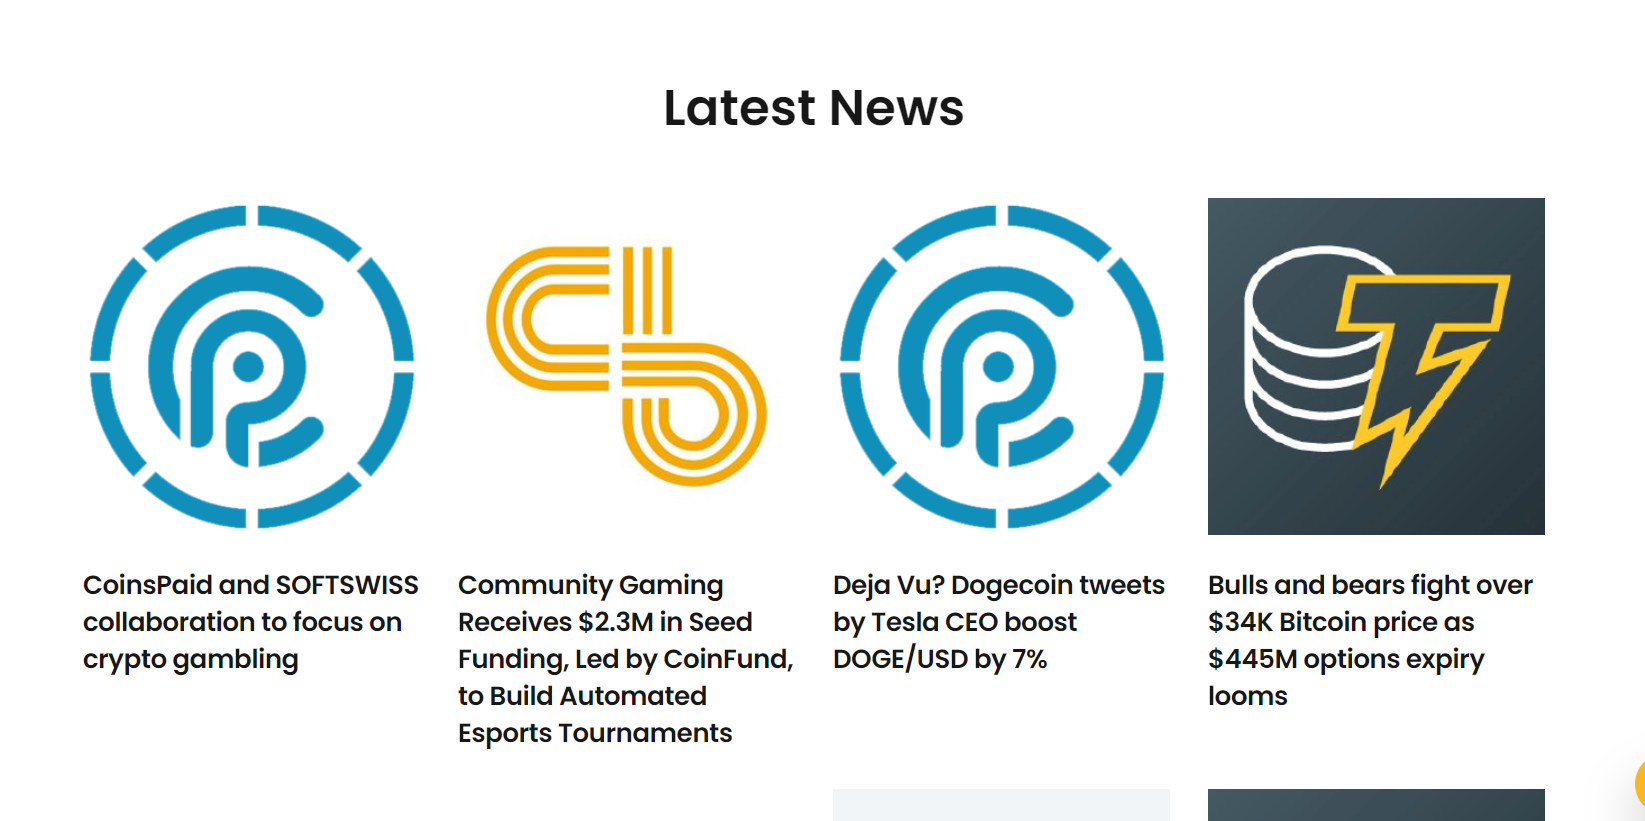 Latest News
CoinsPaid and SOFTSWISS
collaboration to focus on
crypto gambling
Community Gaming
Receives $2.3M in Seed
Funding, Led by CoinFund,
to Build Automated
Esports Tournaments
Deja Vu? Dogecoin tweets
by Tesla CEO boost
DOGE/USD by 7%
Bulls and bears fight over
$34K Bitcoin price as
$445M options expiry
looms